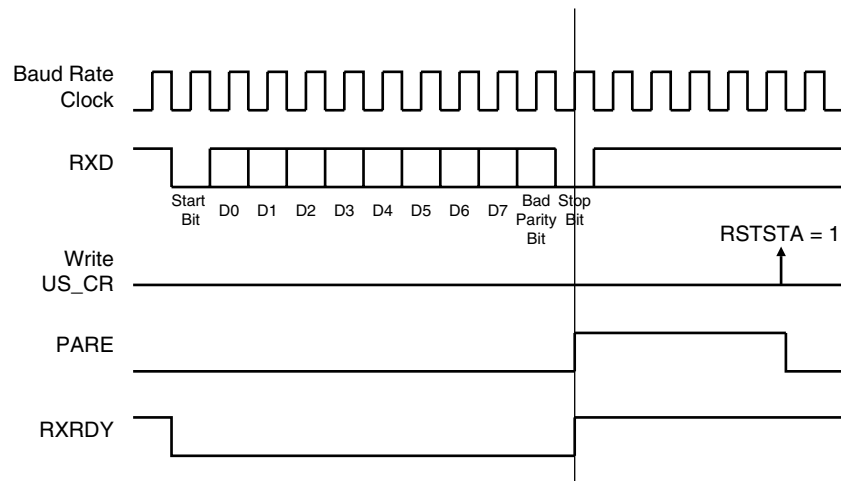 Baud Rate
Clock
RXD
Start
Bit
D0 D1 D2 D3 D4 D5 D6 D7
Bad
Parity
Bit
Stop
Bit
RSTSTA = 1
Write
US_CR
PARE
RXRDY